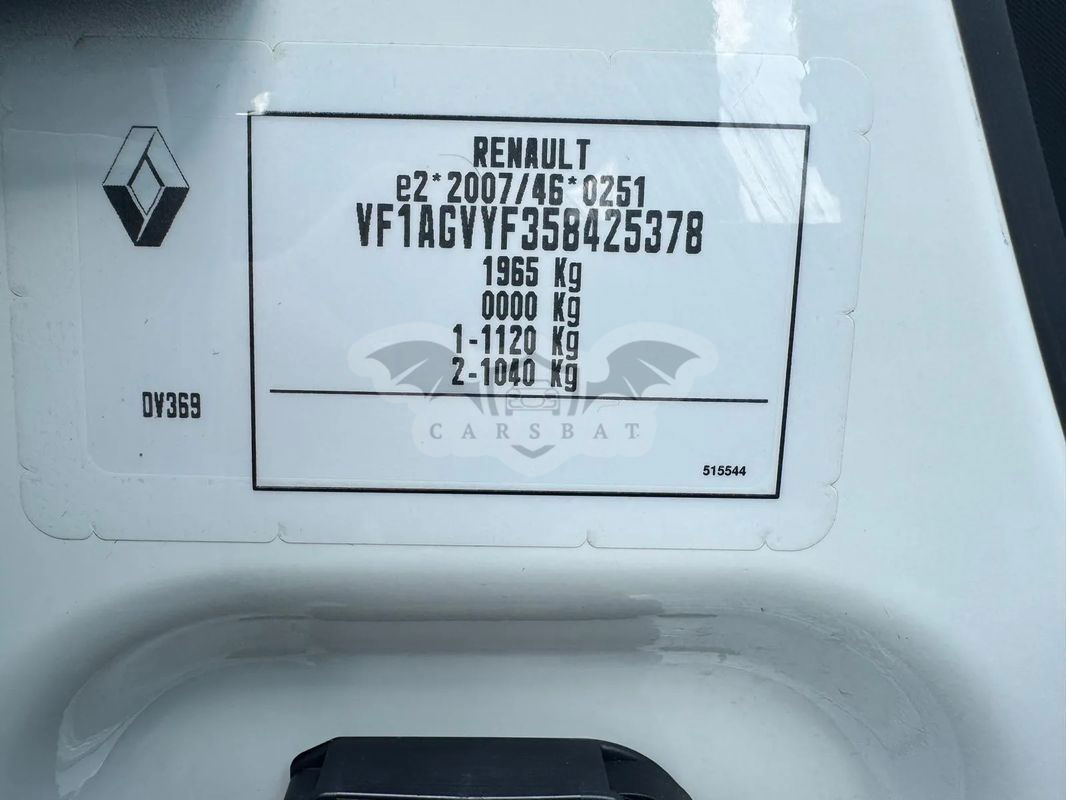 RENAULT
e2*2007/46*0251
VF1AGVYF358425378
1965 Kg
0000 Kg
1-1120 Kg
2-1040 Kg
DV369
CARSBAT
515544